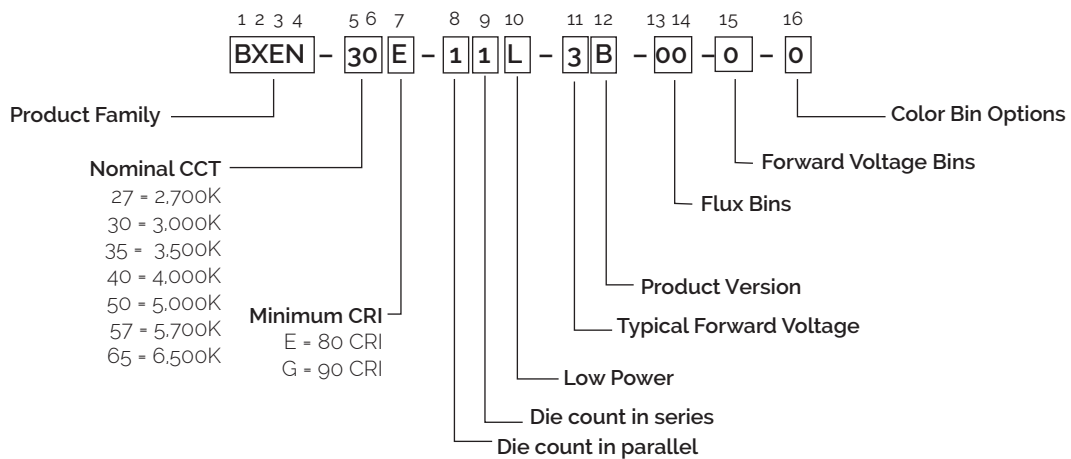 1 2 3 4 5 6 7 8 9 10 11 12 13 14 15 16
BXEN – 30 E – 1 1 L – 3 B – 00 – 0 – 0
Product Family
Color Bin Options
Nominal CCT
27 = 2,700K
30 = 3,000K
35 = 3,500K
40 = 4,000K
50 = 5,000K
57 = 5,700K
65 = 6,500K
Forward Voltage Bins
Flux Bins
Minimum CRI
E = 80 CRI
G = 90 CRI
Product Version
Typical Forward Voltage
Low Power
Die count in series
Die count in parallel